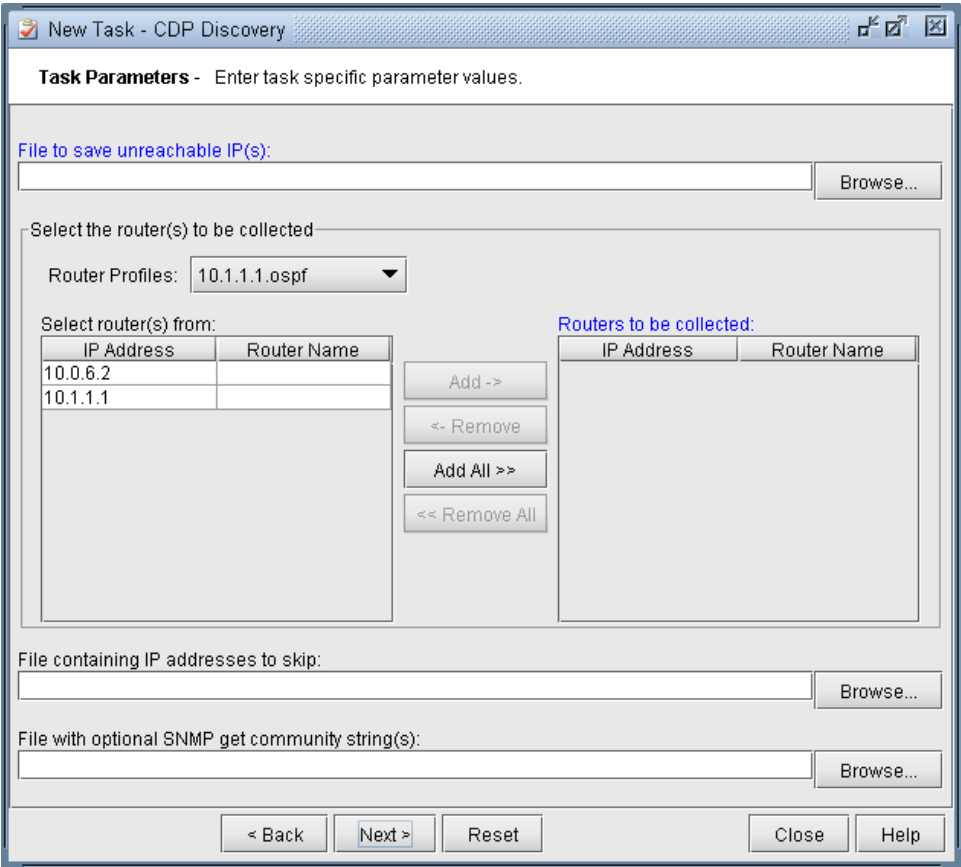 New Task - CDP Discovery
Task Parameters - Enter task specific parameter values.
File to save unreachable IP(s):
Browse...
Select the router(s) to be collected
Router Profiles: 10.1.1.1.ospf
Select router(s) from:
Routers to be collected:
IP Address Router Name
IP Address Router Name
10.0.6.2
10.1.1.1
Add ->
<- Remove
Add All >>
<< Remove All
File containing IP addresses to skip:
Browse...
File with optional SNMP get community string(s):
Browse...
< Back Next > Reset Close Help